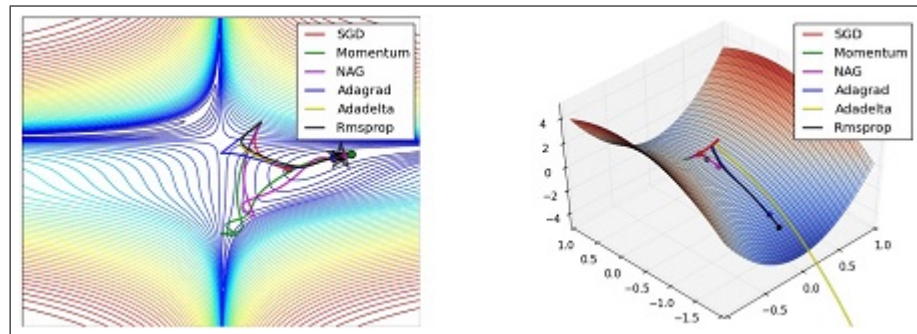 SGD
Momentum
NAG
Adagrad
Adadelta
Rmsprop
SGD
Momentum
NAG
Adagrad
Adadelta
Rmsprop
4
2
0
−2
−4
1.0
0.5
0.0
−0.5
−1.0
−1.5
−0.5
0.0
0.5
1.0